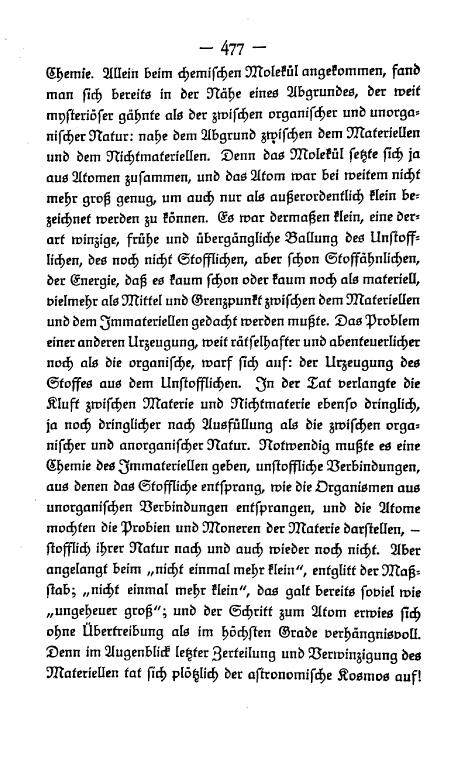 — 477 —
Chemie. Allein beim chemischen Molekül angekommen, fand
man sich bereits in der Nähe eines Abgrundes, der weit
mysteriöser gähnte als der zwischen organischer und unorga-
nischer Natur: nahe dem Abgrund zwischen dem Materiellen
und dem Nichtmateriellen. Denn das Molekül setzte sich ja
aus Atomen zusammen, und das Atom war bei weitem nicht
mehr groß genug, um auch nur als außerordentlich klein be-
zeichnet werden zu können. Es war dermaßen klein, eine der-
art winzige, frühe und übergängliche Ballung des Unstoff-
lichen, des noch nicht Stofflichen, aber schon Stoffähnlichen,
der Energie, daß es kaum schon oder kaum noch als materiell,
vielmehr als Mittel und Grenzpunkt zwischen dem Materiellen
und dem Immateriellen gedacht werden mußte. Das Problem
einer anderen Urzeugung, weit rätselhafter und abenteuerlicher
noch als die organische, warf sich auf: der Urzeugung des
Stoffes aus dem Unstofflichen. In der Tat verlangte die
Kluft zwischen Materie und Nichtmaterie ebenso dringlich,
ja noch dringlicher nach Ausfüllung als die zwischen orga-
nischer und anorganischer Natur. Notwendig mußte es eine
Chemie des Immateriellen geben, unstoffliche Verbindungen,
aus denen das Stoffliche entsprang, wie die Organismen aus
unorganischen Verbindungen entsprangen, und die Atome
mochten die Probien und Moneren der Materie darstellen, —
stofflich ihrer Natur nach und auch wieder noch nicht. Aber
angelangt beim „nicht einmal mehr klein“, entglitt der Maß-
stab; „nicht einmal mehr klein“, das galt bereits soviel wie
„ungeheuer groß“; und der Schritt zum Atom erwies sich
ohne Übertreibung als im höchsten Grade verhängnisvoll.
Denn im Augenblick letzter Zerteilung und Verwinzigung des
Materiellen tat sich plötzlich der astronomische Kosmos auf!